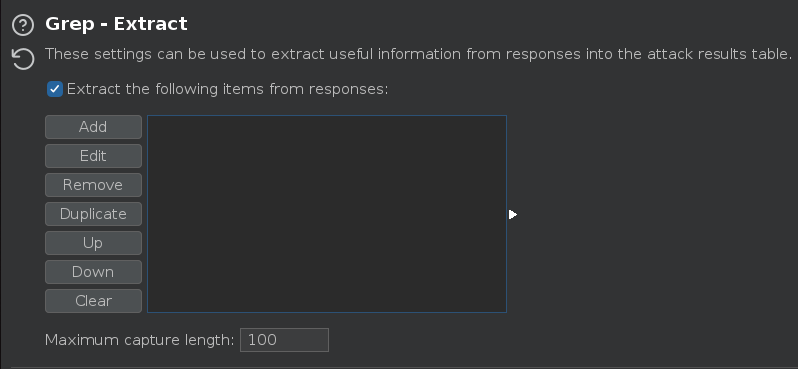 Grep - Extract
These settings can be used to extract useful information from responses into the attack results table.
Extract the following items from responses:
Add
Edit
Remove
Duplicate
Up
Down
Clear
Maximum capture length: 100